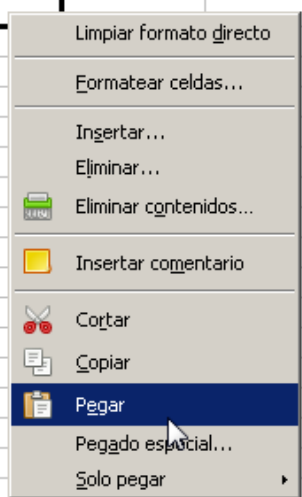 Limpiar formato directo
Formatear celdas...
Insertar...
Eliminar...
Eliminar contenidos...
Insertar comentario
Cortar
Copiar
Pegar
Pegado especial...
Solo pegar